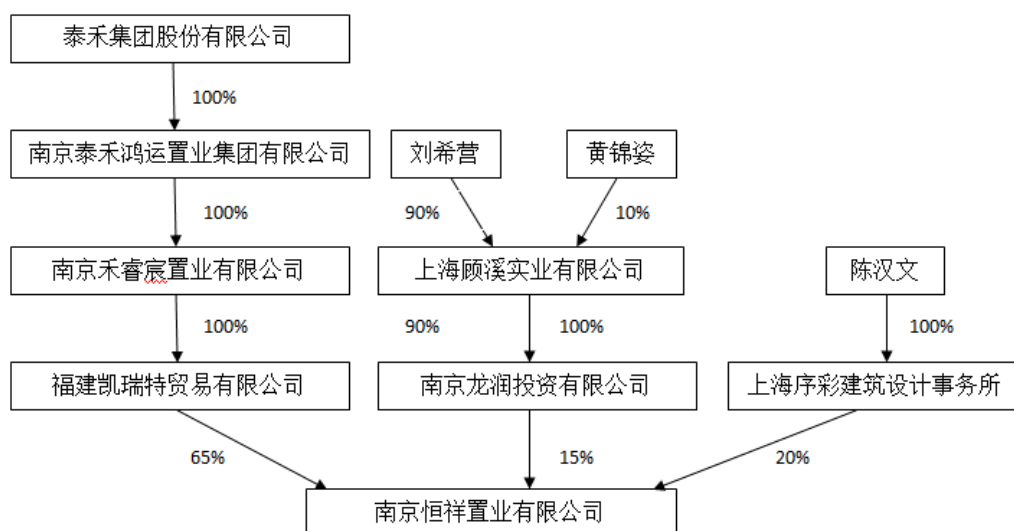 泰禾集团股份有限公司
100%
南京泰禾鸿运置业集团有限公司
刘希营
黄锦姿
100%
90%
10%
南京禾睿宸置业有限公司
上海顾溪实业有限公司
陈汉文
100%
90%
100%
100%
福建凯瑞特贸易有限公司
南京龙润投资有限公司
上海序彩建筑设计事务所
65%
15%
20%
南京恒祥置业有限公司